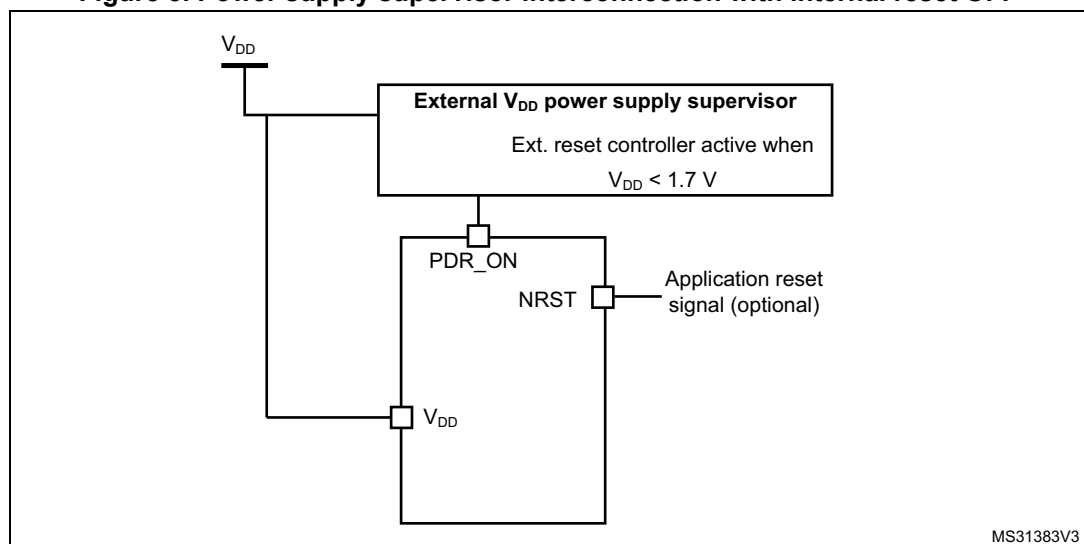 V_DD
External V_DD power supply supervisor
Ext. reset controller active when
V_DD < 1.7 V
PDR_ON
NRST
Application reset
signal (optional)
V_DD
MS31383V3